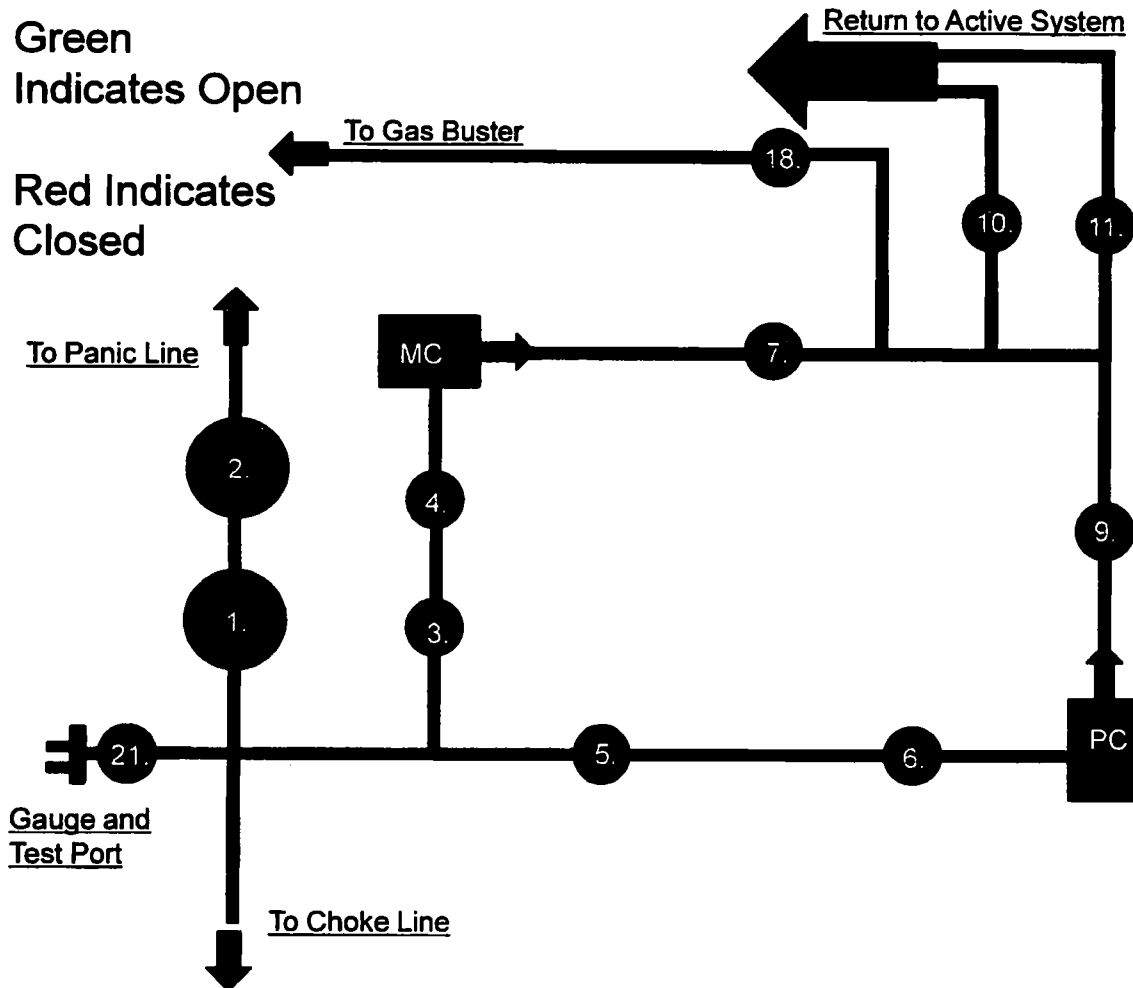 Green
Indicates Open
Return to Active System
To Gas Buster
18.
Red Indicates
Closed
10.
11.
To Panic Line
MC
7.
2.
4.
9.
1.
3.
21.
5.
6.
PC
Gauge and
Test Port
To Choke Line